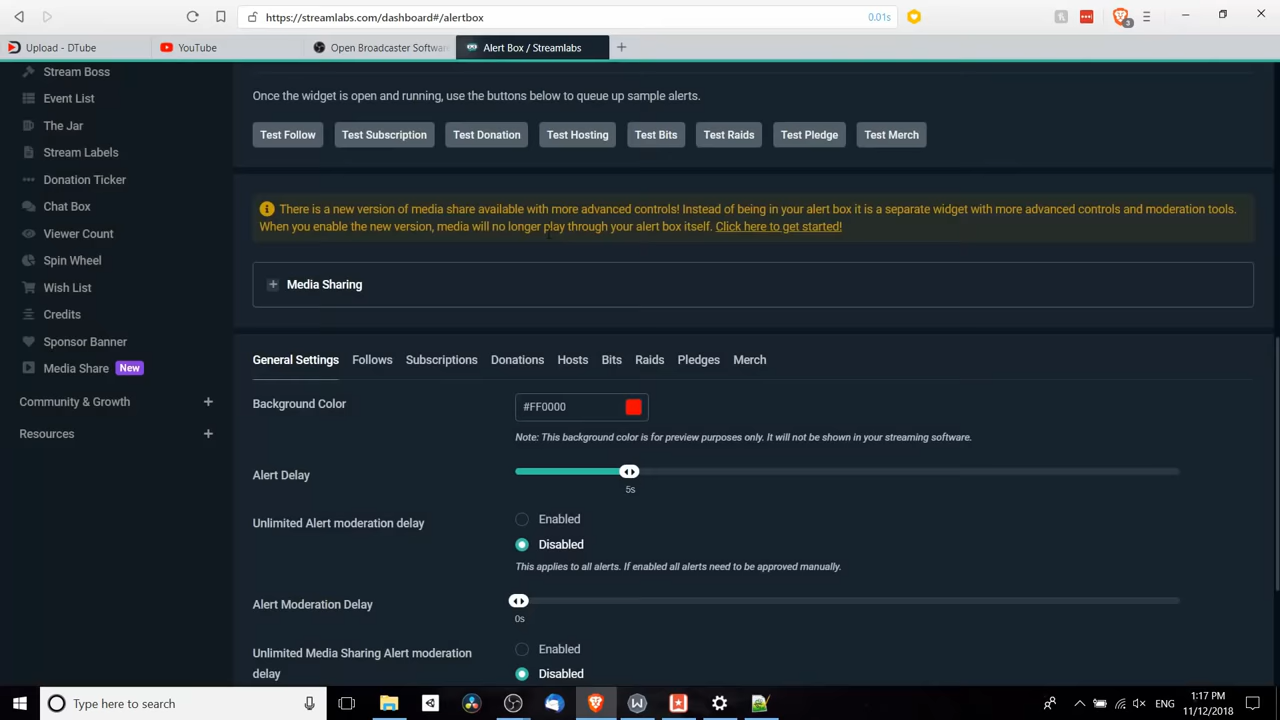 https://streamlabs.com/dashboard#/alertbox
0.01s
3
Upload - DTube
YouTube
Open Broadcaster Softwa
Alert Box / Streamlabs
Stream Boss
Event List
The Jar
Stream Labels
Donation Ticker
Chat Box
Viewer Count
Spin Wheel
Wish List
Credits
Sponsor Banner
Media Share New
Community & Growth
Resources
Once the widget is open and running, use the buttons below to queue up sample alerts.
Test Follow Test Subscription Test Donation Test Hosting Test Bits Test Raids Test Pledge Test Merch
There is a new version of media share available with more advanced controls! Instead of being in your alert box it is a separate widget with more advanced controls and moderation tools.
When you enable the new version, media will no longer play through your alert box itself. Click here to get started!
Media Sharing
General Settings Follows Subscriptions Donations Hosts Bits Raids Pledges Merch
Background Color
#FF0000
Note: This background color is for preview purposes only. It will not be shown in your streaming software.
Alert Delay
5s
Unlimited Alert moderation delay
Enabled
Disabled
This applies to all alerts. If enabled all alerts need to be approved manually.
Alert Moderation Delay
0s
Unlimited Media Sharing Alert moderation
delay
Enabled
Disabled
Type here to search
ENG
1:17 PM
11/12/2018